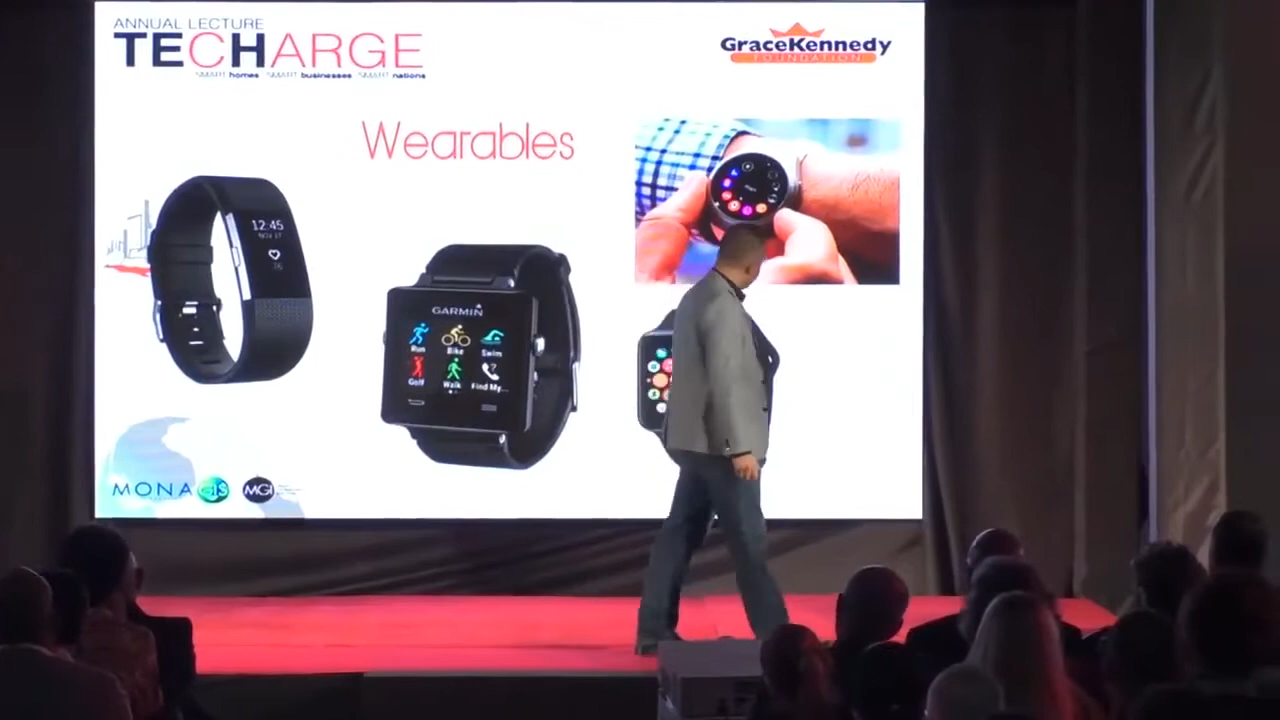 ANNUAL LECTURE
TECHARGE
SMART homes SMART businesses SMART nations
GraceKennedy
FOUNDATION
Wearables
12:45
GARMIN
Run Bike Swim
Golf Walk Find My...
MONA GIS MGI